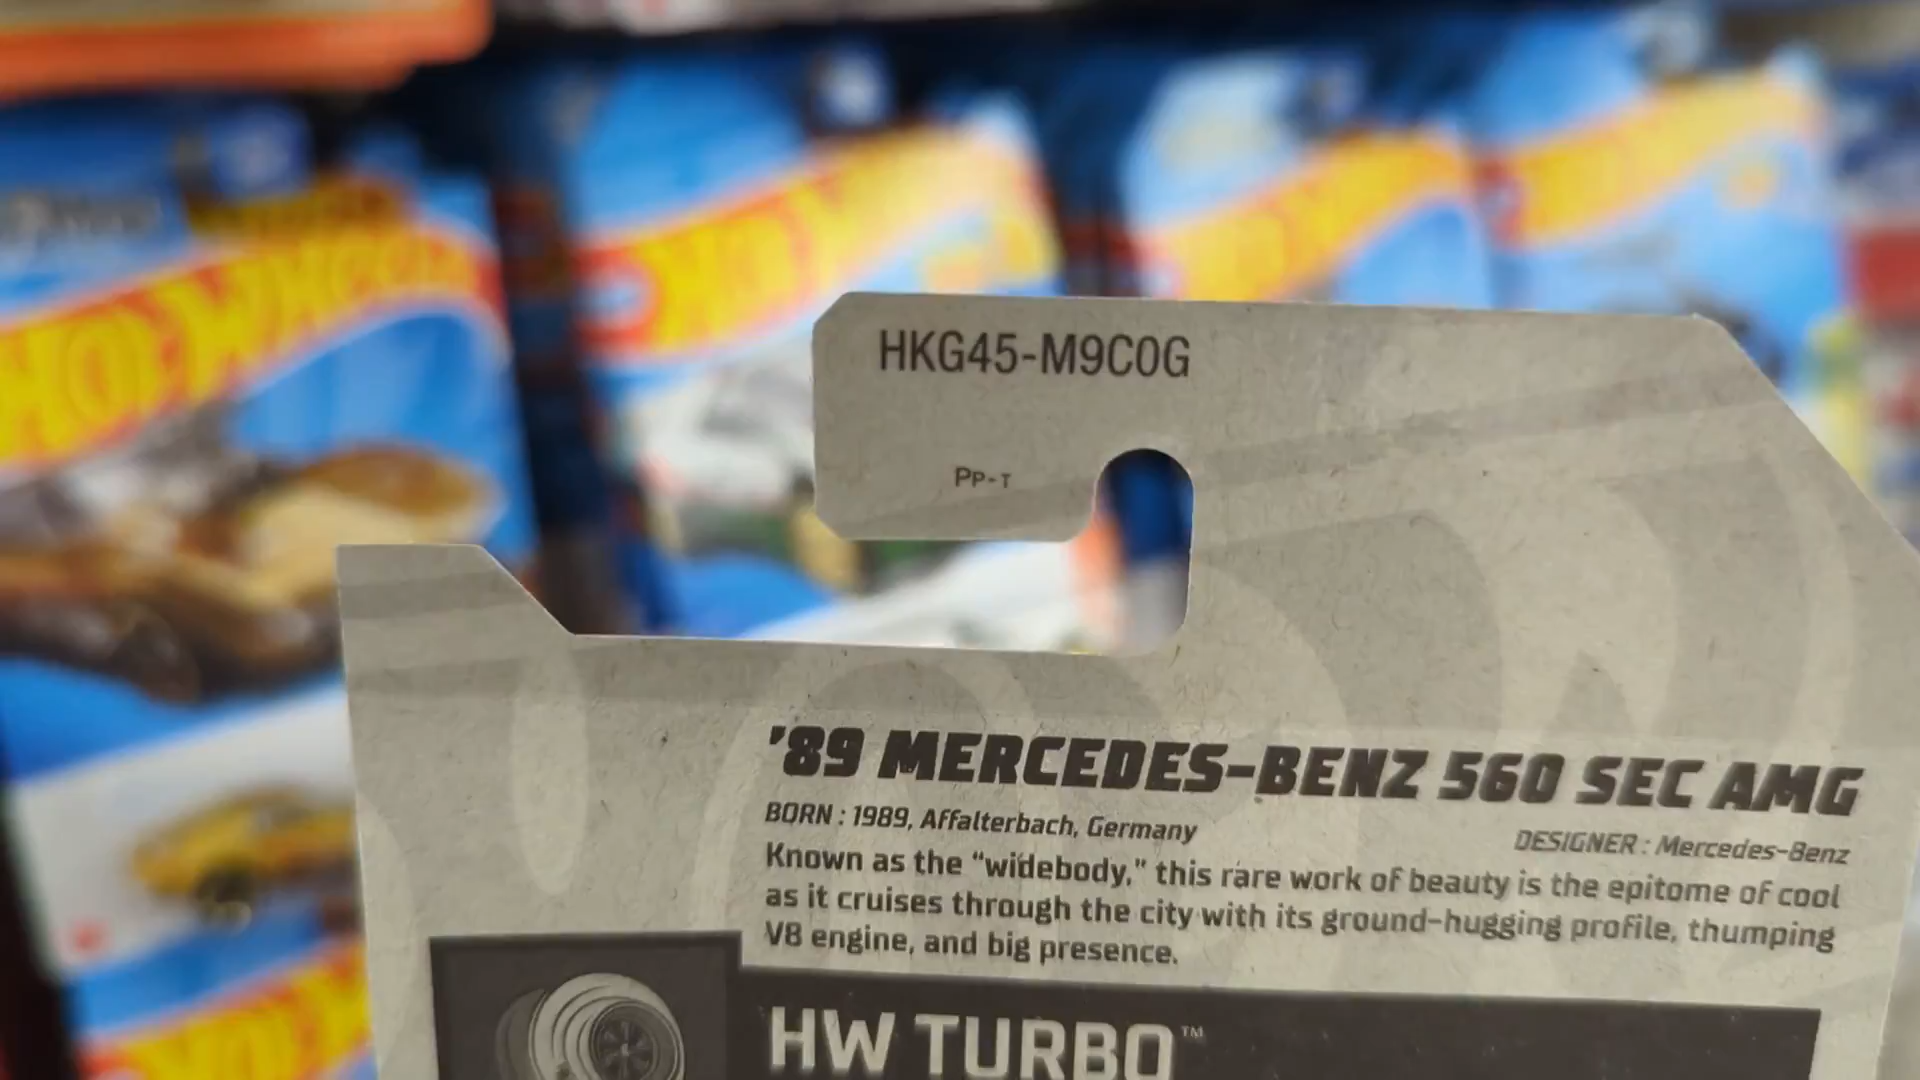 HOT WHEELS
HKG45-M9C0G
PP-T
'89 MERCEDES-BENZ 560 SEC AMG
BORN : 1989, Affalterbach, Germany
DESIGNER : Mercedes-Benz
Known as the “widebody,” this rare work of beauty is the epitome of cool
as it cruises through the city with its ground-hugging profile, thumping
V8 engine, and big presence.
HW TURBO™